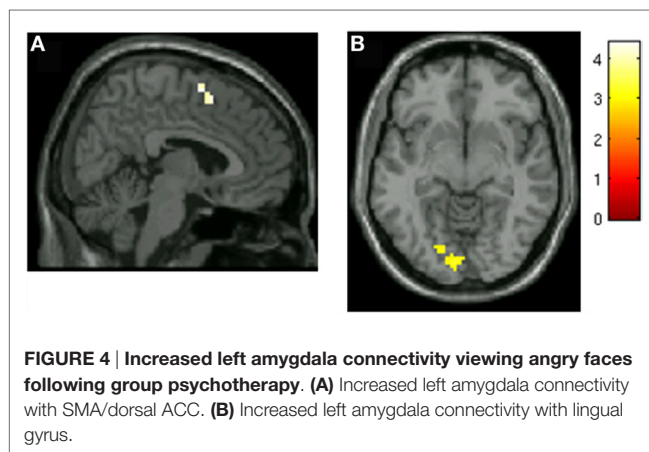 A
B
4
3
2
1
0
FIGURE 4 | Increased left amygdala connectivity viewing angry faces
following group psychotherapy. (A) Increased left amygdala connectivity
with SMA/dorsal ACC. (B) Increased left amygdala connectivity with lingual
gyrus.